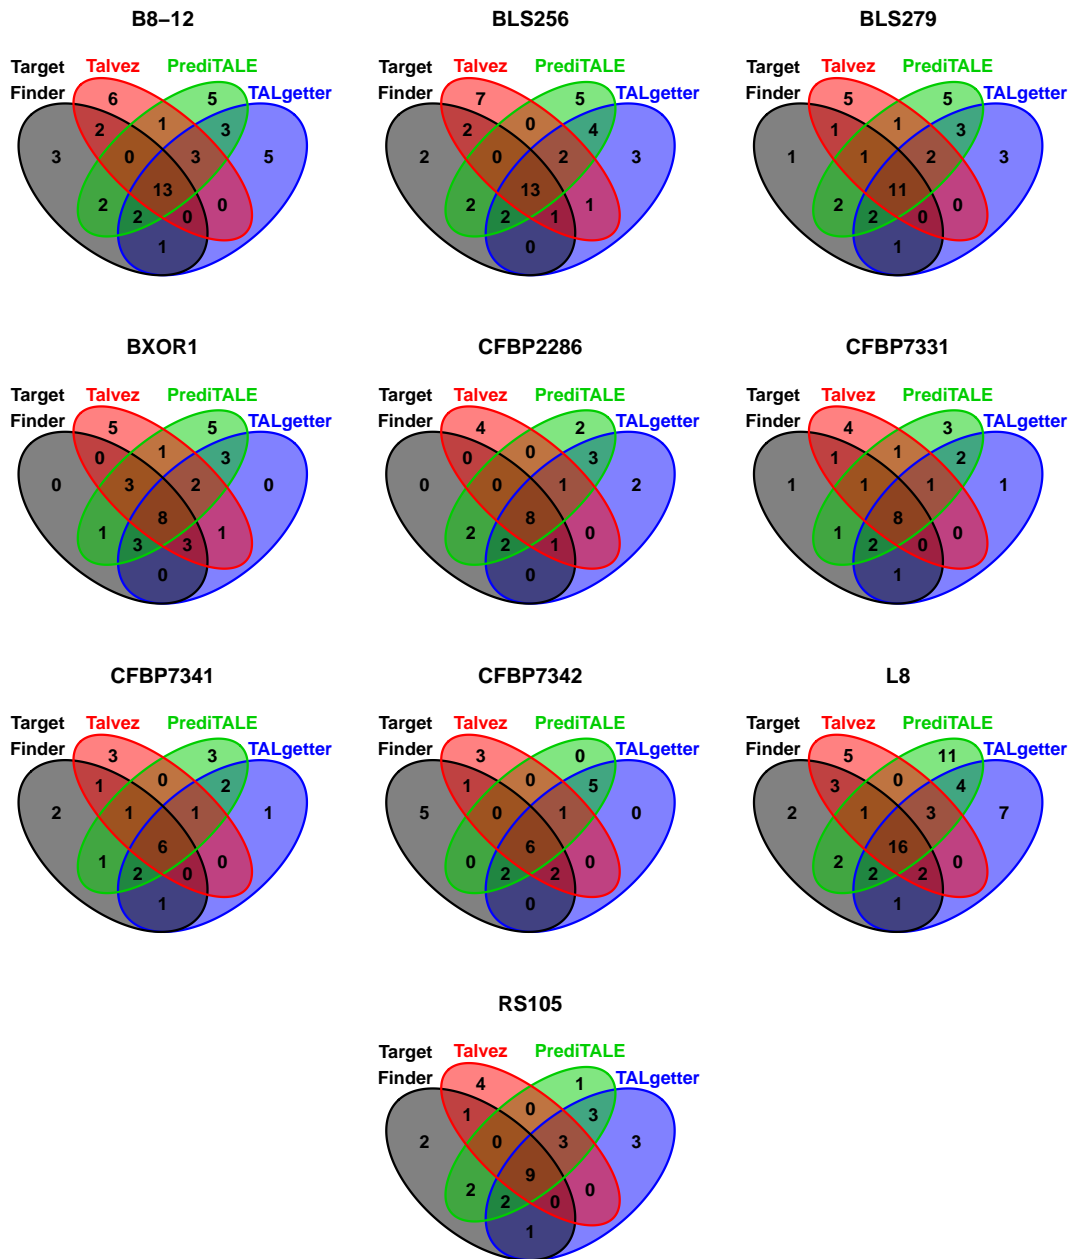 B8–12
BLS256
BLS279
Target Talvez PrediTALE
Finder TALgetter
6 5
2 1 3
3 0 3 5
13
2 2 0 0
1
Target Talvez PrediTALE
Finder TALgetter
7 5
2 0 4
2 0 2 3
13
2 2 1 1
0
Target Talvez PrediTALE
Finder TALgetter
5 5
1 1 3
1 1 2 3
11
2 2 0 0
1
BXOR1
CFBP2286
CFBP7331
Target Talvez PrediTALE
Finder TALgetter
5 5
0 1 3
0 3 2 0
8
1 3 3 1
0
Target Talvez PrediTALE
Finder TALgetter
4 2
0 0 3
0 0 1 2
8
2 2 1 0
0
Target Talvez PrediTALE
Finder TALgetter
4 3
1 1 2
1 1 1 1
8
1 2 0 0
1
CFBP7341
CFBP7342
L8
Target Talvez PrediTALE
Finder TALgetter
3 3
1 0 2
2 1 1 1
6
1 2 0 0
1
Target Talvez PrediTALE
Finder TALgetter
3 0
1 0 5
5 0 1 0
6
0 2 2 0
0
Target Talvez PrediTALE
Finder TALgetter
5 11
3 0 4
2 1 3 7
16
2 2 2 0
1
RS105
Target Talvez PrediTALE
Finder TALgetter
4 1
1 0 3
2 0 3 3
9
2 2 0 0
1